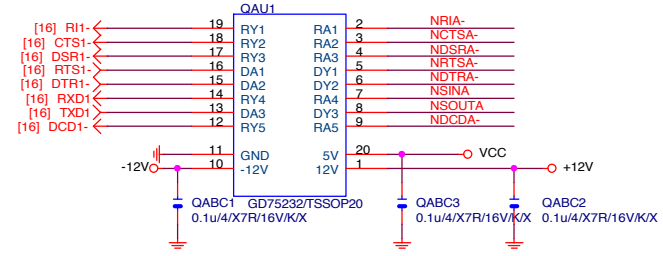 QAU1
[16] RI1- 19 RY1 RA1 2 NRIA-
[16] CTS1- 18 RY2 RA2 3 NCTSA-
[16] DSR1- 17 RY3 RA3 4 NDSRA-
[16] RTS1- 16 DA1 DY1 5 NRTSA-
[16] DTR1- 15 DA2 DY2 6 NDTRA-
[16] RXD1 14 RY4 RA4 7 NSINA
[16] TXD1 13 DA3 DY3 8 NSOUTA
[16] DCD1- 12 RY5 RA5 9 NDCDA-
11 GND 5V 20 VCC
-12V 10 -12V 12V 1 +12V
QABC1 GD75232/TSSOP20 QABC3 QABC2
0.1u/4/X7R/16V/K/X 0.1u/4/X7R/16V/K/X 0.1u/4/X7R/16V/K/X